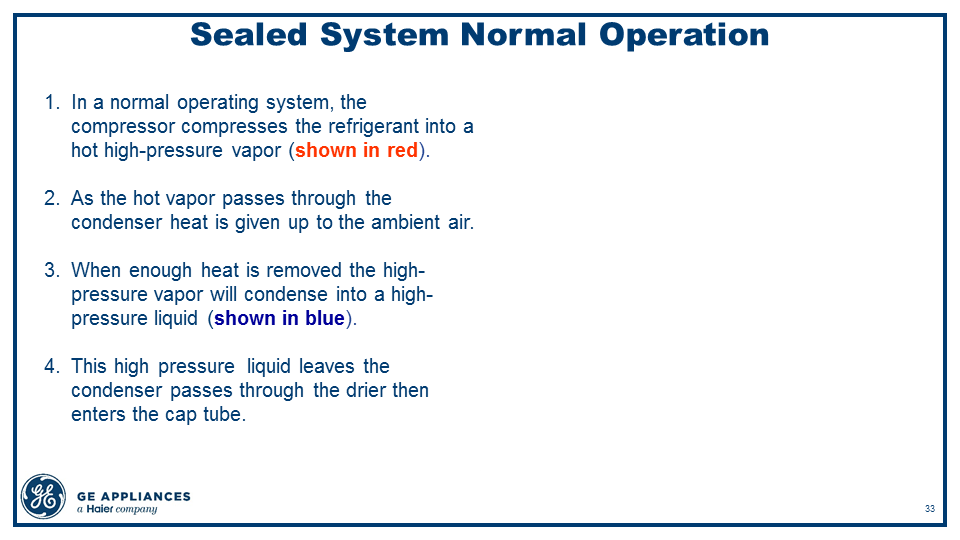 Sealed System Normal Operation
1. In a normal operating system, the
compressor compresses the refrigerant into a
hot high-pressure vapor (shown in red).
2. As the hot vapor passes through the
condenser heat is given up to the ambient air.
3. When enough heat is removed the high-
pressure vapor will condense into a high-
pressure liquid (shown in blue).
4. This high pressure liquid leaves the
condenser passes through the drier then
enters the cap tube.
GE
GE APPLIANCES
a Haier company
33